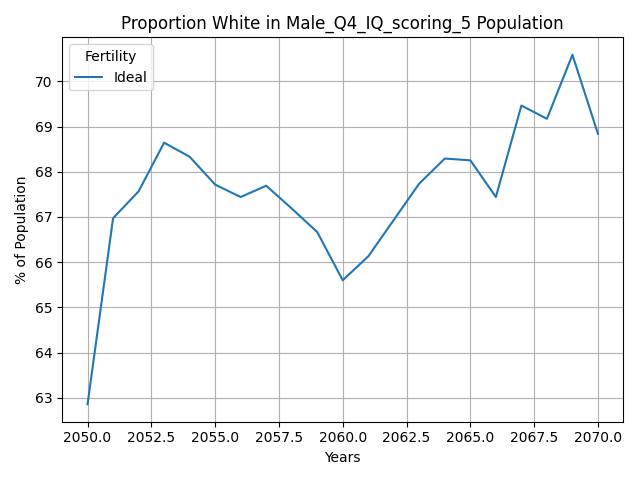 Proportion White in Male_Q4_IQ_scoring_5 Population
Fertility
Ideal
% of Population
70
69
68
67
66
65
64
63
2050.0 2052.5 2055.0 2057.5 2060.0 2062.5 2065.0 2067.5 2070.0
Years